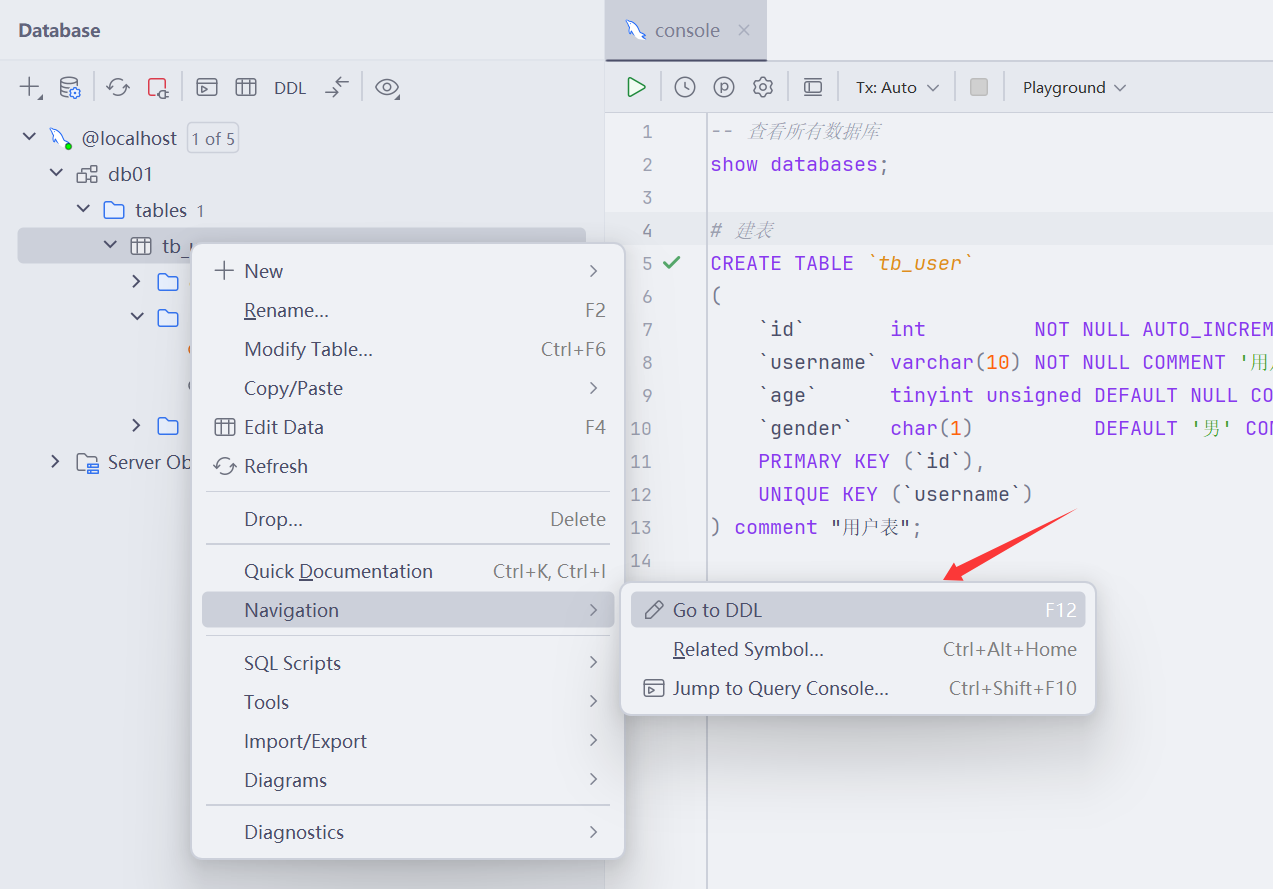 Database
console
DDL
Tx: Auto
Playground
@localhost 1 of 5
db01
tables 1
tb_
Server Ob
New
Rename... F2
Modify Table... Ctrl+F6
Copy/Paste
Edit Data F4
Refresh
Drop... Delete
Quick Documentation Ctrl+K, Ctrl+I
Navigation
SQL Scripts
Tools
Import/Export
Diagrams
Diagnostics
1 -- 查看所有数据库
2 show databases;
3
4 # 建表
5 CREATE TABLE `tb_user`
6 (
7 `id` int NOT NULL AUTO_INCREM
8 `username` varchar(10) NOT NULL COMMENT '用
9 `age` tinyint unsigned DEFAULT NULL CO
10 `gender` char(1) DEFAULT '男' COM
11 PRIMARY KEY (`id`),
12 UNIQUE KEY (`username`)
13 ) comment "用户表";
14
Go to DDL F12
Related Symbol... Ctrl+Alt+Home
Jump to Query Console... Ctrl+Shift+F10